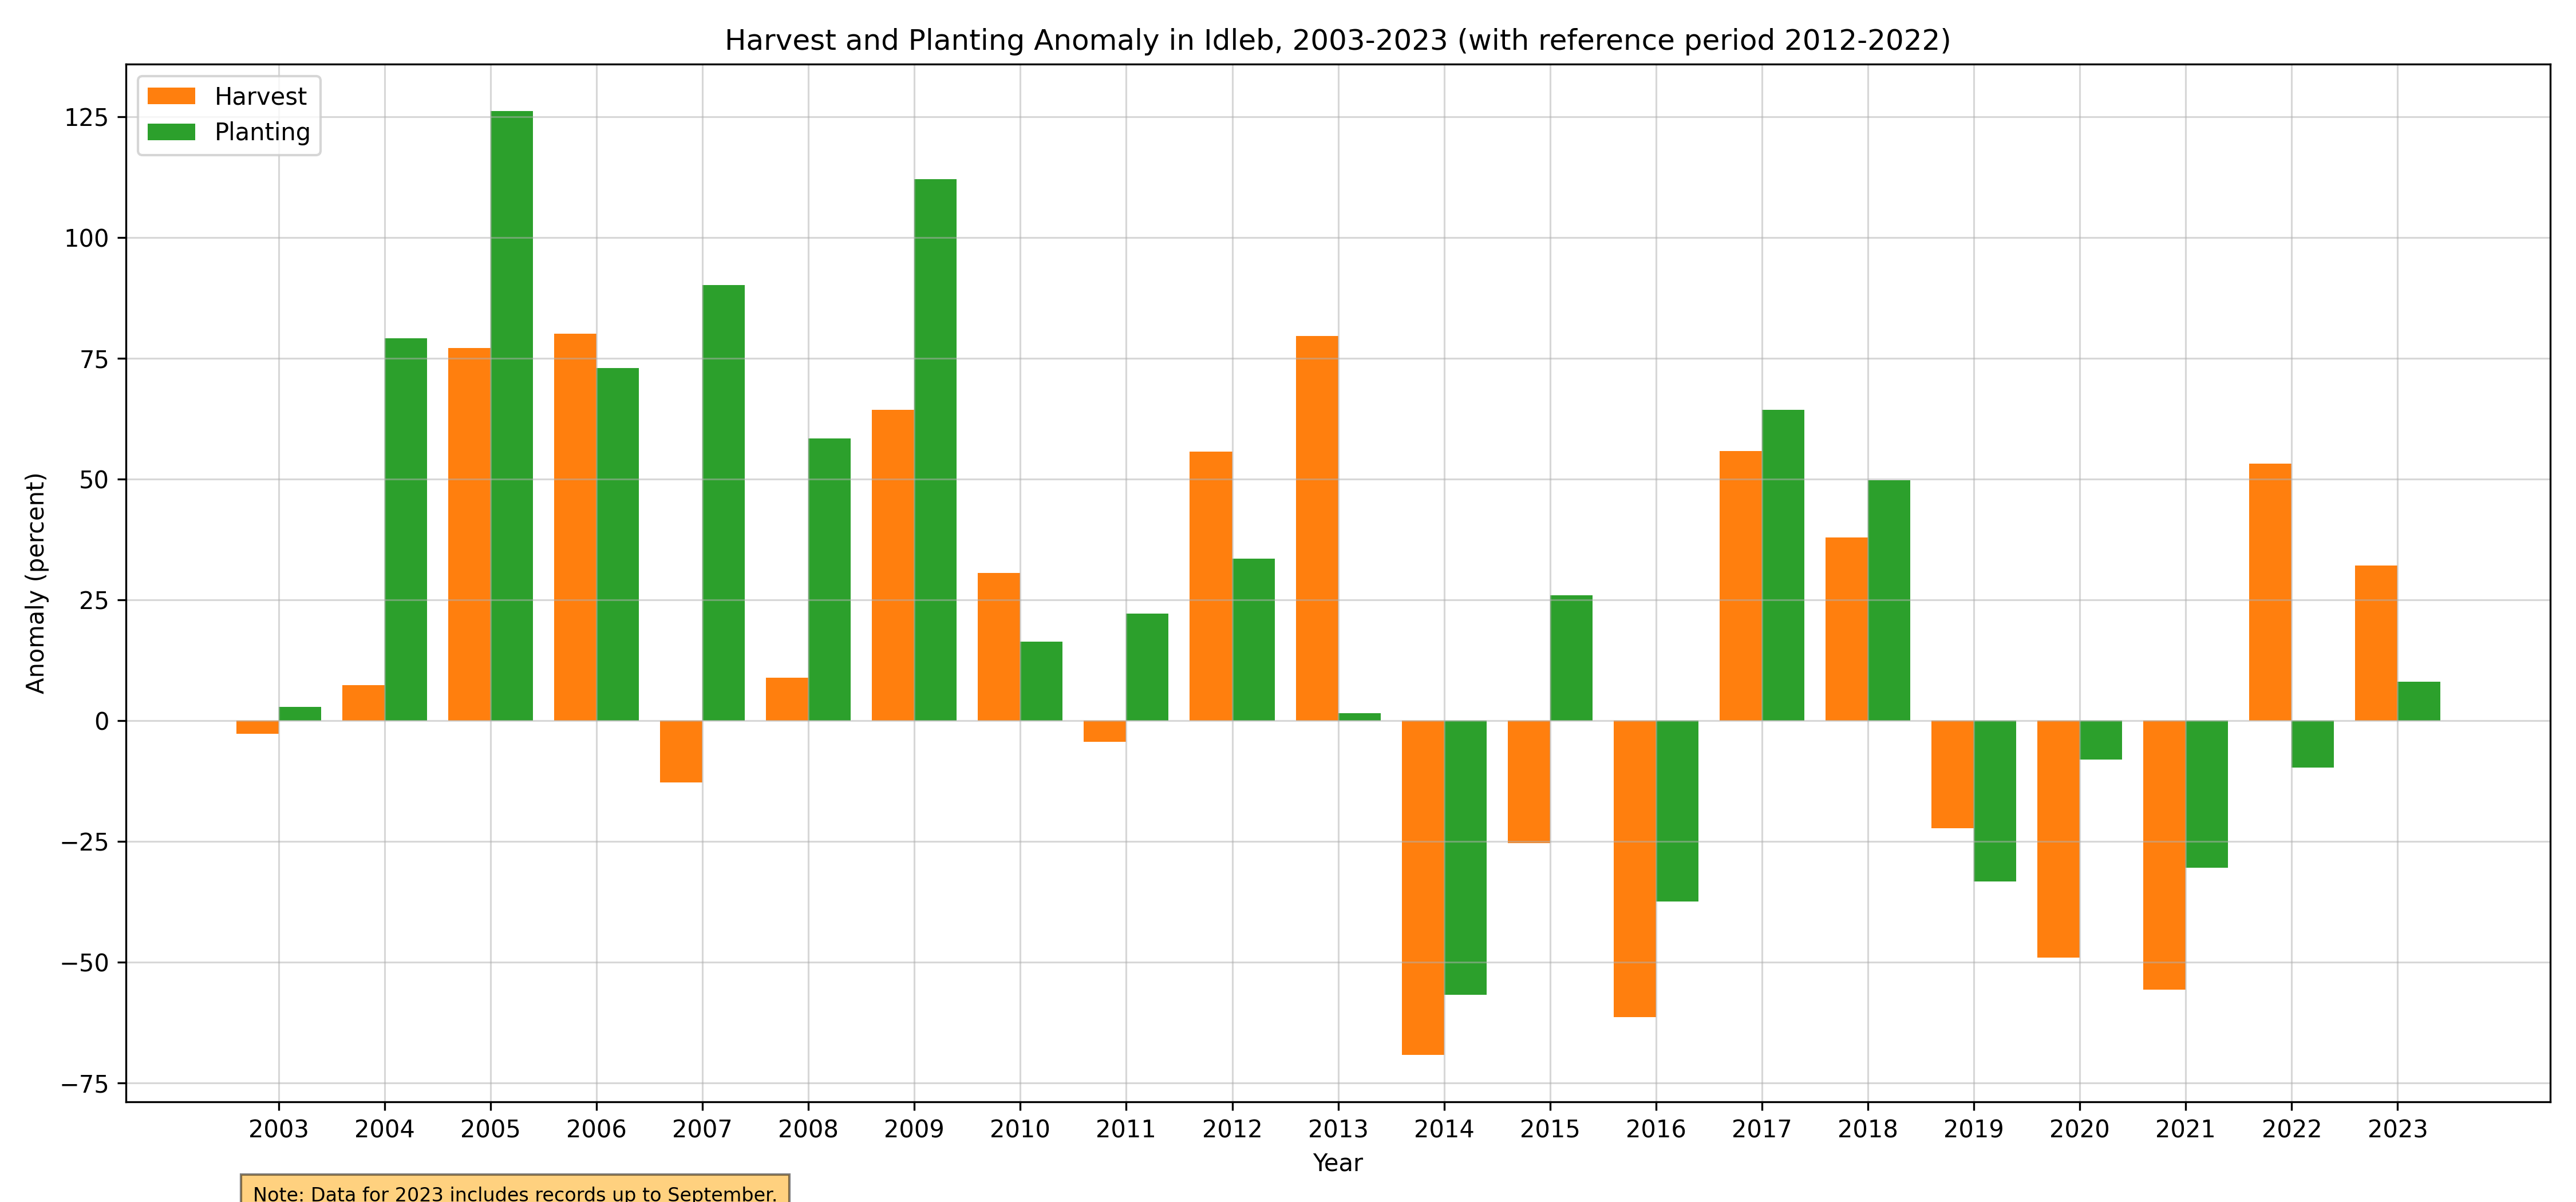 Harvest and Planting Anomaly in Idleb, 2003-2023 (with reference period 2012-2022)
Harvest
Planting
125
100
75
50
25
0
−25
−50
−75
Anomaly (percent)
2003 2004 2005 2006 2007 2008 2009 2010 2011 2012 2013 2014 2015 2016 2017 2018 2019 2020 2021 2022 2023
Year
Note: Data for 2023 includes records up to September.